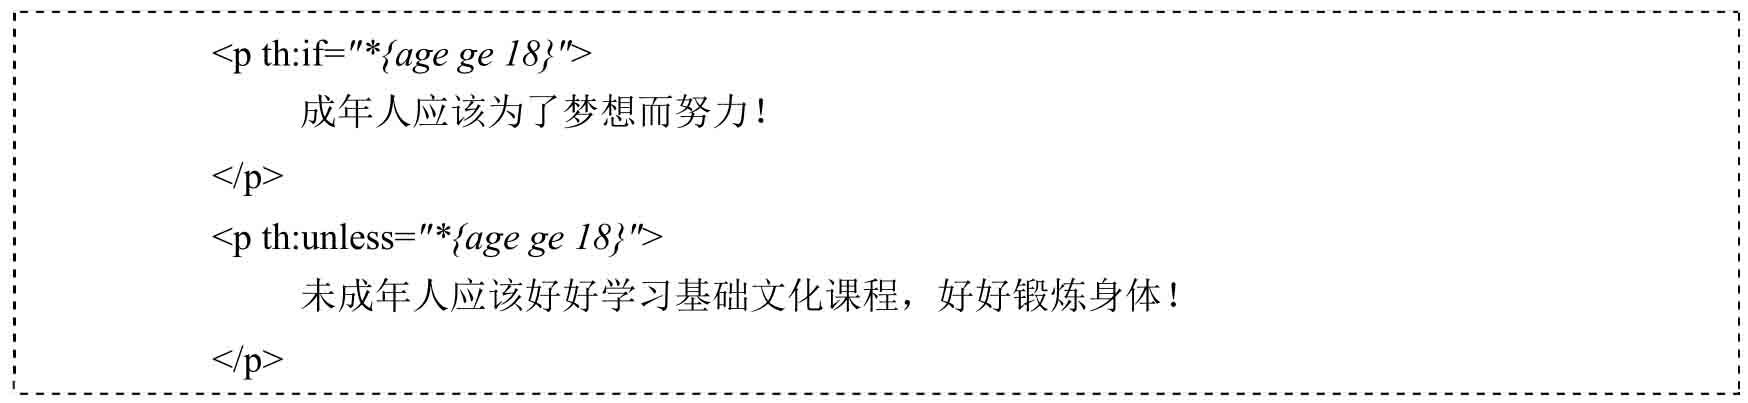 <p th:if="*{age ge 18}">
成年人应该为了梦想而努力！
</p>
<p th:unless="*{age ge 18}">
未成年人应该好好学习基础文化课程，好好锻炼身体！
</p>